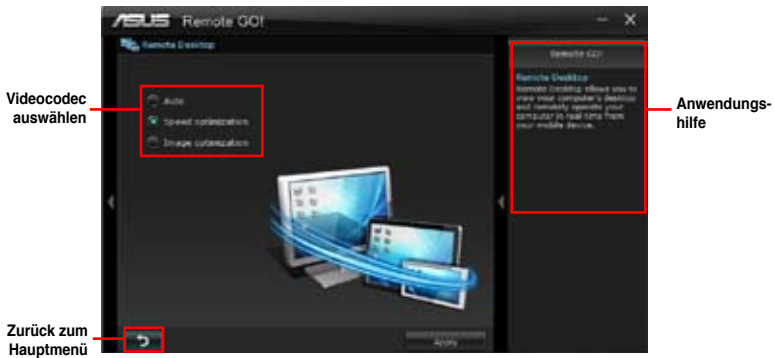 ASUS Remote GO!
Remote Desktop
Remote GO!
Videocodec
auswählen
Auto
Speed optimization
Image optimization
Remote Desktop
Remote Desktop allows you to
view your computer's desktop
and remotely operate your
computer in real time from
your mobile device.
Anwendungs-
hilfe
Zurück zum
Hauptmenü
Apply